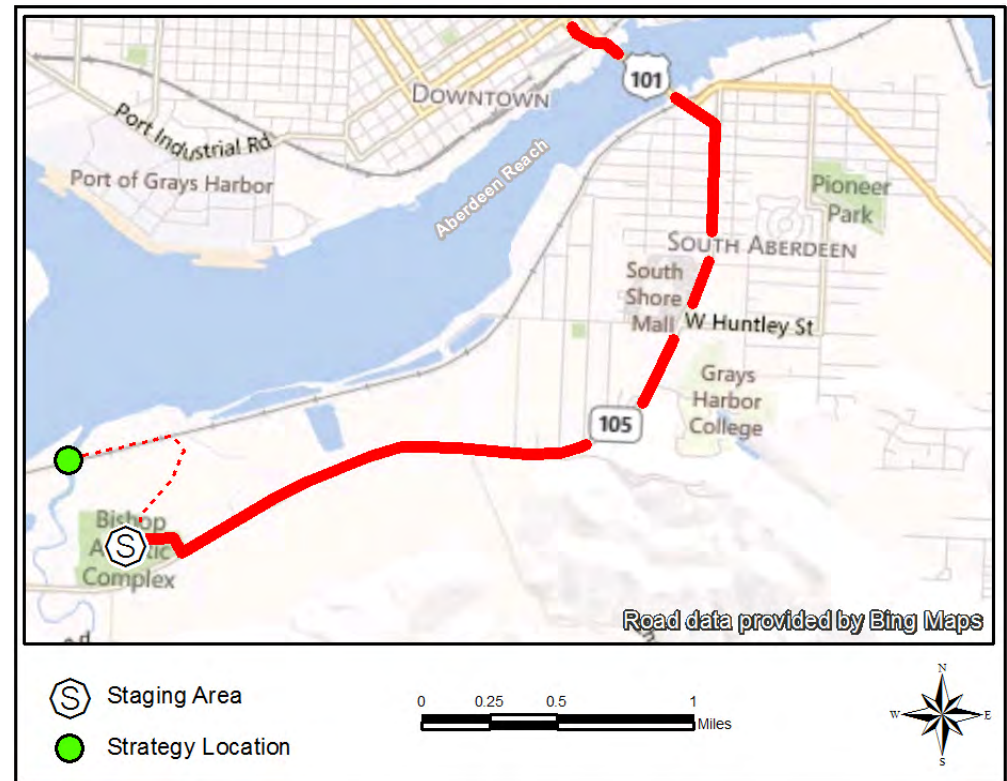 101
DOWNTOWN
Port Industrial Rd
Port of Grays Harbor
Aberdeen Reach
Pioneer
Park
SOUTH ABERDEEN
South
Shore
Mall
W Huntley St
Grays
Harbor
College
105
Bishop
S
Complex
Road data provided by Bing Maps
S Staging Area
Strategy Location
0 0.25 0.5 1
Miles
N
W E
S